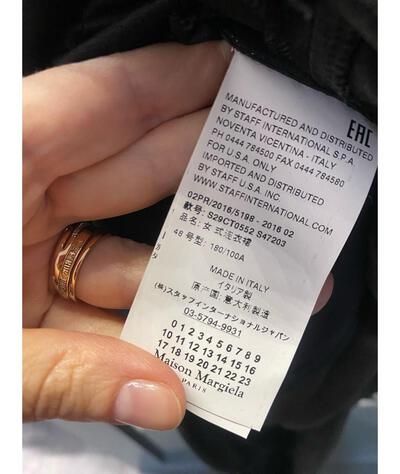 EAC
MANUFACTURED AND DISTRIBUTED
BY STAFF INTERNATIONAL S.P.A.
NOVENTA VICENTINA - ITALY
PH 0444 784500 FAX 0444 784580
FOR U.S.A. ONLY
IMPORTED AND DISTRIBUTED
BY STAFF U.S.A. INC
WWW.STAFFINTERNATIONAL.COM
02PR/2016/5198 - 2016 02
款号: S29CT0552 S47203
品名: 女式连衣裙
48 号型: 180/100A
MADE IN ITALY
イタリア製
原产国: 意大利製造
(株)スタッフインターナショナルジャパン
03-5794-9931
0 1 2 3 4 5 6 7 8 9
10 11 12 13 14 15 16
17 18 19 20 21 22 23
Maison Margiela
PARIS